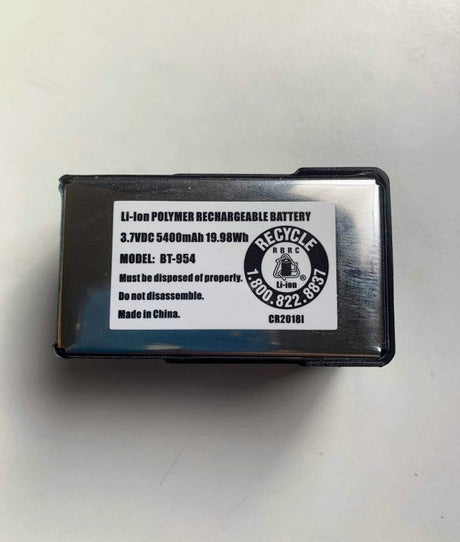 Li-Ion POLYMER RECHARGEABLE BATTERY
3.7VDC 5400mAh 19.98Wh
MODEL: BT-954
Must be disposed of properly.
Do not disassemble.
Made in China.
RECYCLE
RBRC
®
Li-ion
1.800.822.8837
CR2018I